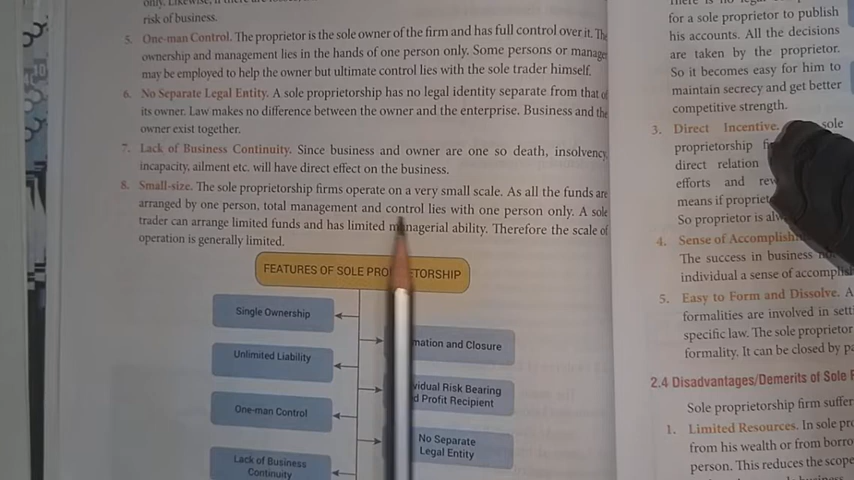 only. Likewise, if there are losses,
risk of business.
5. One-man Control. The proprietor is the sole owner of the firm and has full control over it. The
ownership and management lies in the hands of one person only. Some persons or manager
may be employed to help the owner but ultimate control lies with the sole trader himself.
6. No Separate Legal Entity. A sole proprietorship has no legal identity separate from that of
its owner. Law makes no difference between the owner and the enterprise. Business and the
owner exist together.
7. Lack of Business Continuity. Since business and owner are one so death, insolvency,
incapacity, ailment etc. will have direct effect on the business.
8. Small-size. The sole proprietorship firms operate on a very small scale. As all the funds are
arranged by one person, total management and control lies with one person only. A sole
trader can arrange limited funds and has limited managerial ability. Therefore the scale of
operation is generally limited.
FEATURES OF SOLE PROPRIETORSHIP
Single Ownership
mation and Closure
Unlimited Liability
vidual Risk Bearing
d Profit Recipient
One-man Control
No Separate
Legal Entity
Lack of Business
Continuity
for a sole proprietor to publish
his accounts. All the decisions
are taken by the proprietor.
So it becomes easy for him to
maintain secrecy and get better
competitive strength.
3. Direct Incentive. sole
proprietorship
direct relation
efforts and
means if
So proprietor is
4. Sense of
The success in business
individual a sense of
5. Easy to Form and Dissolve. A
formalities are involved in
specific law. The sole proprietor
formality. It can be closed by
2.4 Disadvantages/Demerits of Sole
Sole proprietorship firm
1. Limited Resources. In sole
from his wealth or from
person. This reduces the